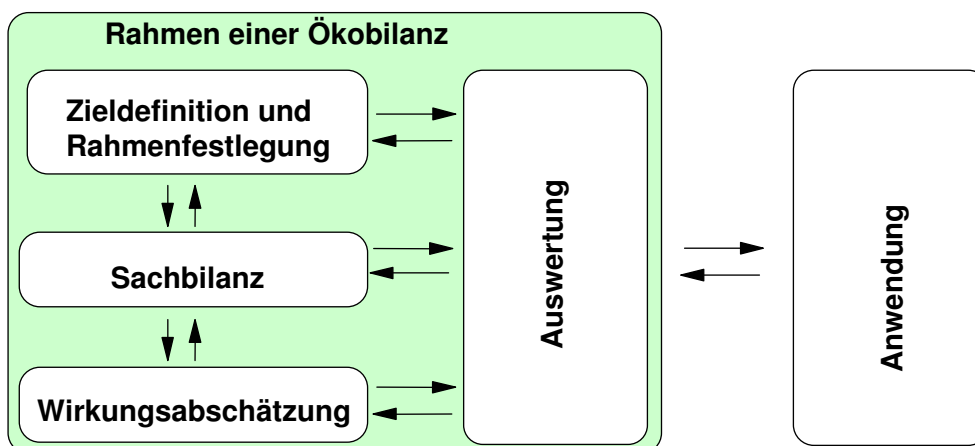 Rahmen einer Ökobilanz
Zieldefinition und
Rahmenfestlegung
Sachbilanz
Wirkungsabschätzung
Auswertung
Anwendung